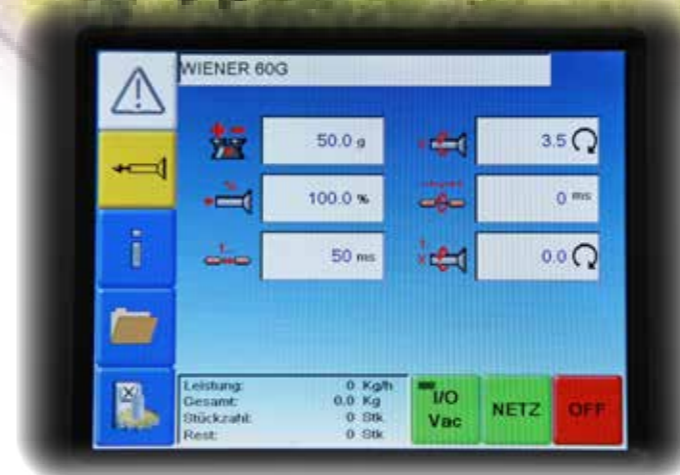 WIENER 60G
50.0 g
3.5
100.0 %
0 ms
50 ms
0.0
Leistung: 0 Kg/h
Gesamt: 0.0 Kg
Stückzahl: 0 Stk
Rest: 0 Stk
I/O
Vac
NETZ
OFF